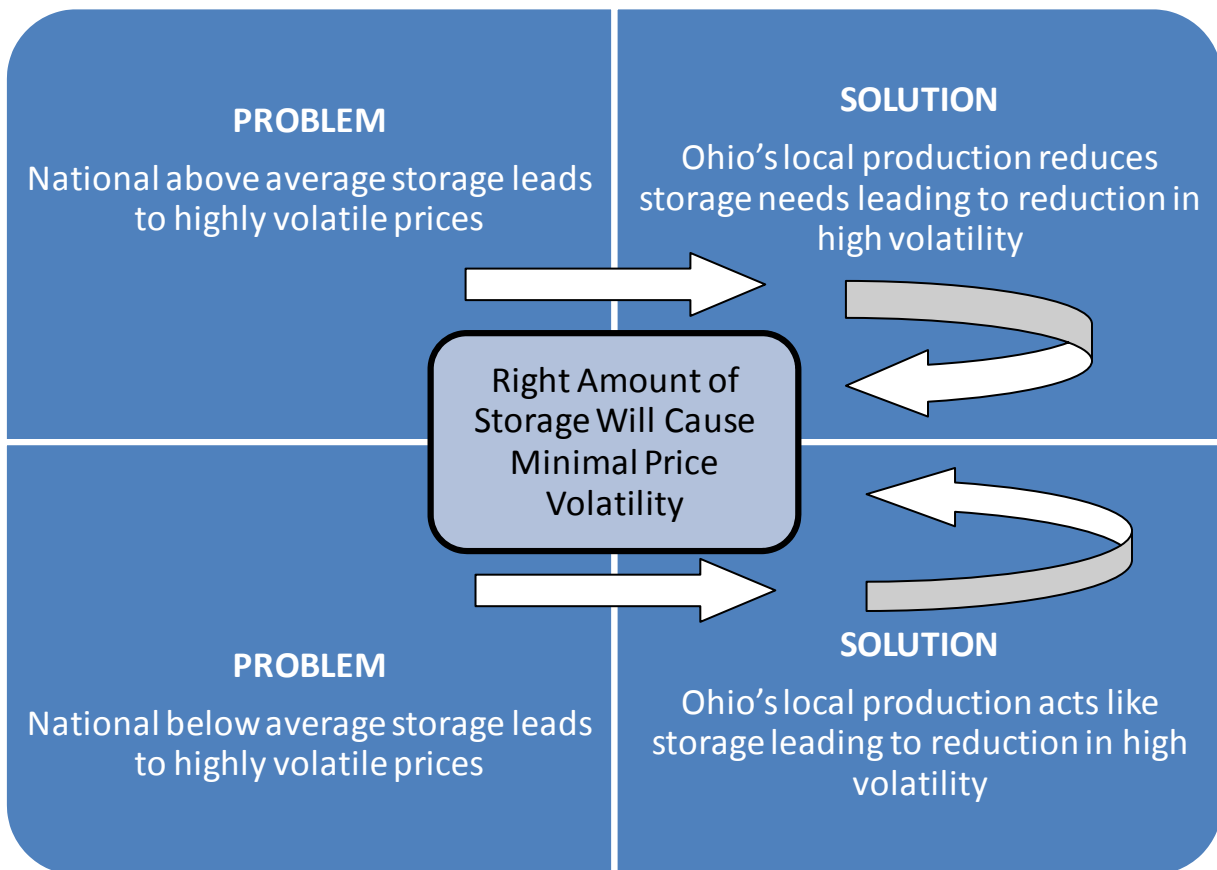 PROBLEM
National above average storage leads
to highly volatile prices
SOLUTION
Ohio’s local production reduces
storage needs leading to reduction in
high volatility
Right Amount of
Storage Will Cause
Minimal Price
Volatility
PROBLEM
National below average storage leads
to highly volatile prices
SOLUTION
Ohio’s local production acts like
storage leading to reduction in high
volatility